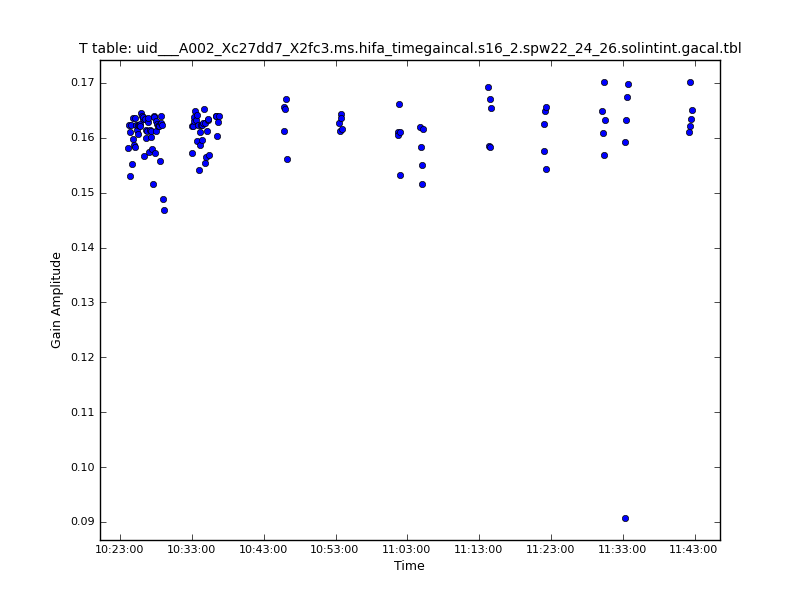 T table: uid___A002_Xc27dd7_X2fc3.ms.hifa_timegaincal.s16_2.spw22_24_26.solintint.gacal.tbl
0.17
0.16
0.15
0.14
0.13
0.12
0.11
0.10
0.09
Gain Amplitude
10:23:00 10:33:00 10:43:00 10:53:00 11:03:00 11:13:00 11:23:00 11:33:00 11:43:00
Time